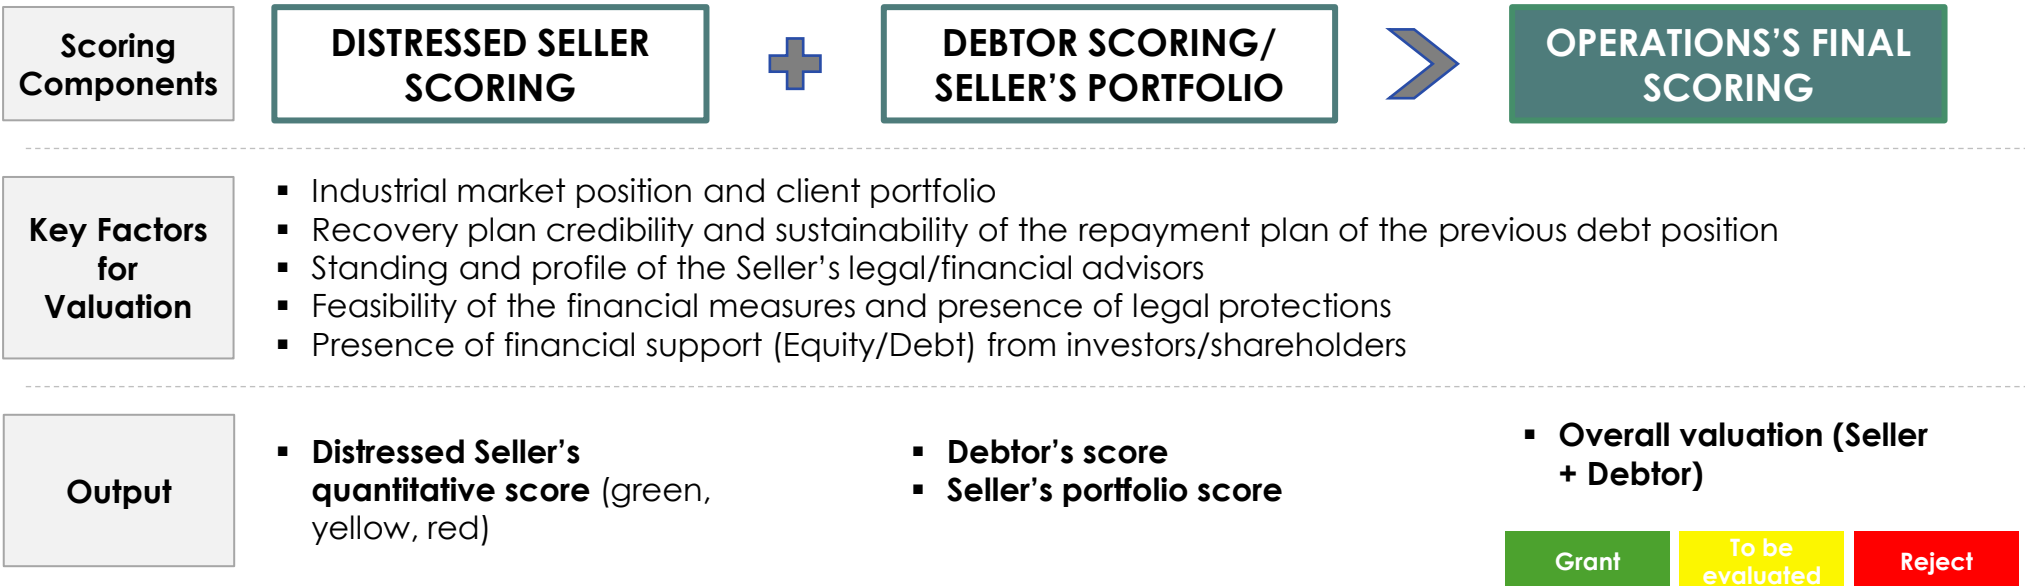 Scoring
Components
DISTRESSED SELLER
SCORING
DEBTOR SCORING/
SELLER'S PORTFOLIO
OPERATIONS'S FINAL
SCORING
Key Factors
for
Valuation
▪ Industrial market position and client portfolio
▪ Recovery plan credibility and sustainability of the repayment plan of the previous debt position
▪ Standing and profile of the Seller's legal/financial advisors
▪ Feasibility of the financial measures and presence of legal protections
▪ Presence of financial support (Equity/Debt) from investors/shareholders
Output
▪ Distressed Seller's
quantitative score (green,
yellow, red)
▪ Debtor's score
▪ Seller's portfolio score
▪ Overall valuation (Seller
+ Debtor)
Grant
To be
evaluated
Reject